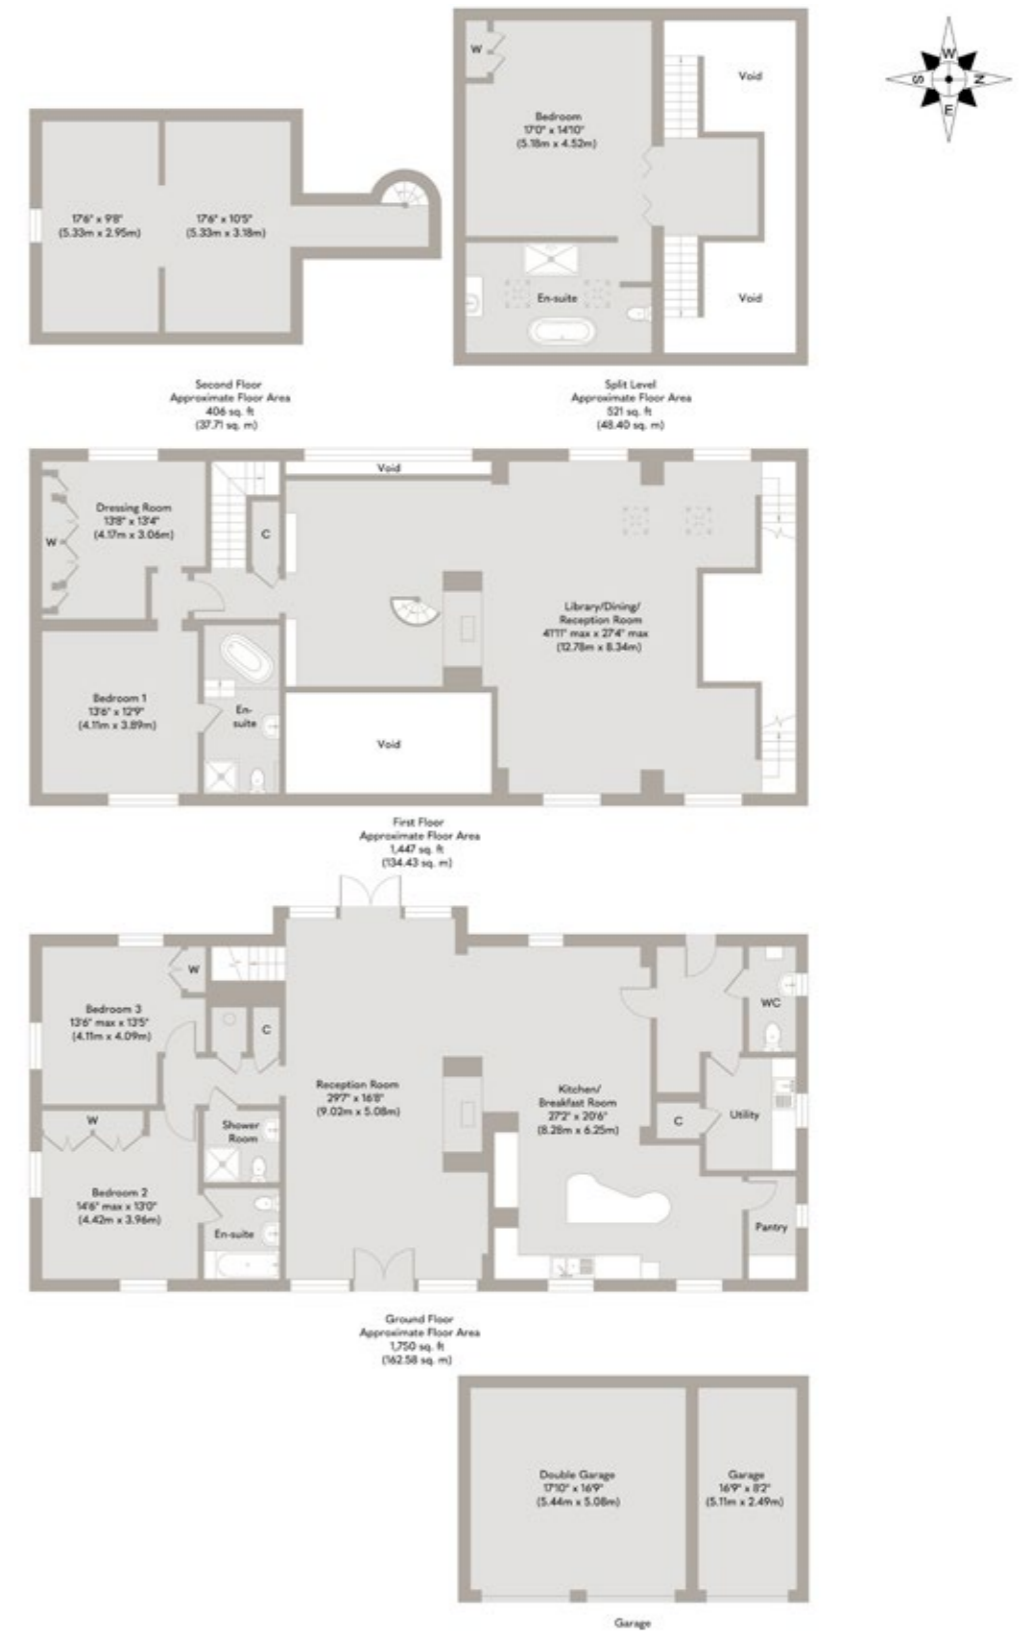 W
Bedroom
17'0" x 14'10"
(5.18m x 4.52m)
Void
En-suite
Void
W
S
N
E
17'6" x 9'8"
(5.33m x 2.95m)
17'6" x 10'5"
(5.33m x 3.18m)
Second Floor
Approximate Floor Area
406 sq. ft
(37.71 sq. m)
Split Level
Approximate Floor Area
521 sq. ft
(48.40 sq. m)
Void
Dressing Room
13'8" x 13'4"
(4.17m x 3.06m)
W
C
Library/Dining/
Reception Room
41'11" max x 27'4" max
(12.78m x 8.34m)
Bedroom 1
13'6" x 12'9"
(4.11m x 3.89m)
En-
suite
Void
First Floor
Approximate Floor Area
1,447 sq. ft
(134.43 sq. m)
W
Bedroom 3
13'6" max x 13'5"
(4.11m x 4.09m)
C
WC
Reception Room
29'7" x 16'8"
(9.02m x 5.08m)
Kitchen/
Breakfast Room
27'2" x 20'6"
(8.28m x 6.25m)
C
Utility
W
Shower
Room
Bedroom 2
14'6" max x 13'0"
(4.42m x 3.96m)
En-suite
Pantry
Ground Floor
Approximate Floor Area
1,750 sq. ft
(162.58 sq. m)
Double Garage
17'10" x 16'9"
(5.44m x 5.08m)
Garage
16'9" x 8'2"
(5.11m x 2.49m)
Garage